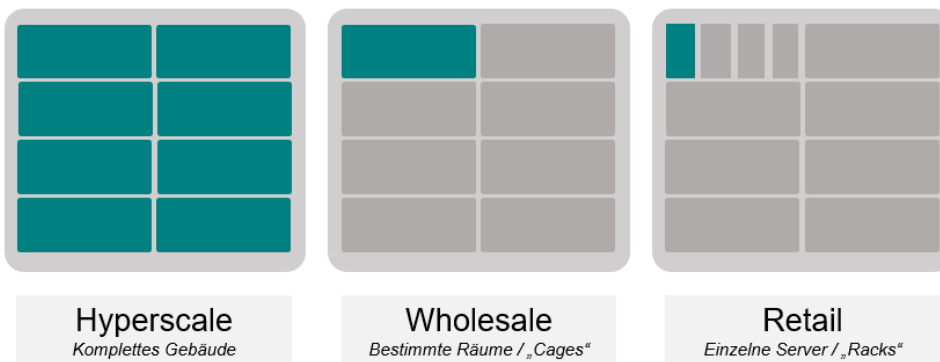 Hyperscale
Komplettes Gebäude
Wholesale
Bestimmte Räume / „Cages“
Retail
Einzelne Server / „Racks“